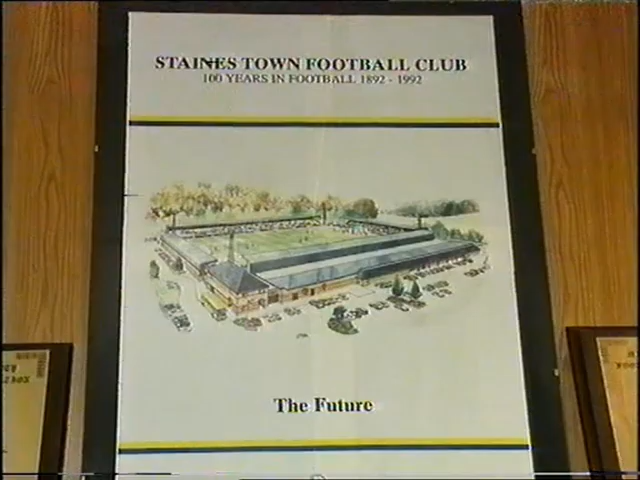 STAINES TOWN FOOTBALL CLUB
100 YEARS IN FOOTBALL 1892 - 1992
The Future